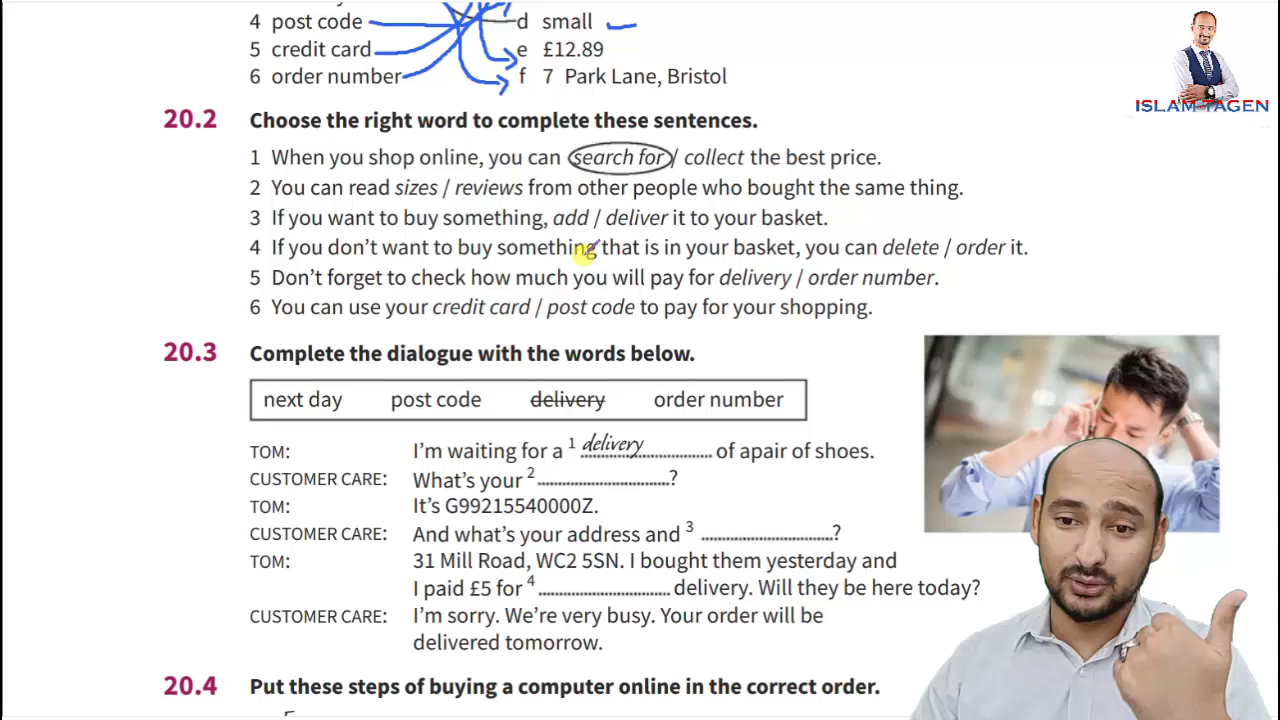 4 post code d small
5 credit card e £12.89
6 order number f 7 Park Lane, Bristol
ISLAM TAGEN
20.2 Choose the right word to complete these sentences.
1 When you shop online, you can search for / collect the best price.
2 You can read sizes / reviews from other people who bought the same thing.
3 If you want to buy something, add / deliver it to your basket.
4 If you don't want to buy something that is in your basket, you can delete / order it.
5 Don't forget to check how much you will pay for delivery / order number.
6 You can use your credit card / post code to pay for your shopping.
20.3 Complete the dialogue with the words below.
next day post code delivery order number
TOM: I'm waiting for a 1 delivery of apair of shoes.
CUSTOMER CARE: What's your 2 ..............................?
TOM: It's G99215540000Z.
CUSTOMER CARE: And what's your address and 3 ..............................?
TOM: 31 Mill Road, WC2 5SN. I bought them yesterday and
I paid £5 for 4 .............................. delivery. Will they be here today?
CUSTOMER CARE: I'm sorry. We're very busy. Your order will be
delivered tomorrow.
20.4 Put these steps of buying a computer online in the correct order.